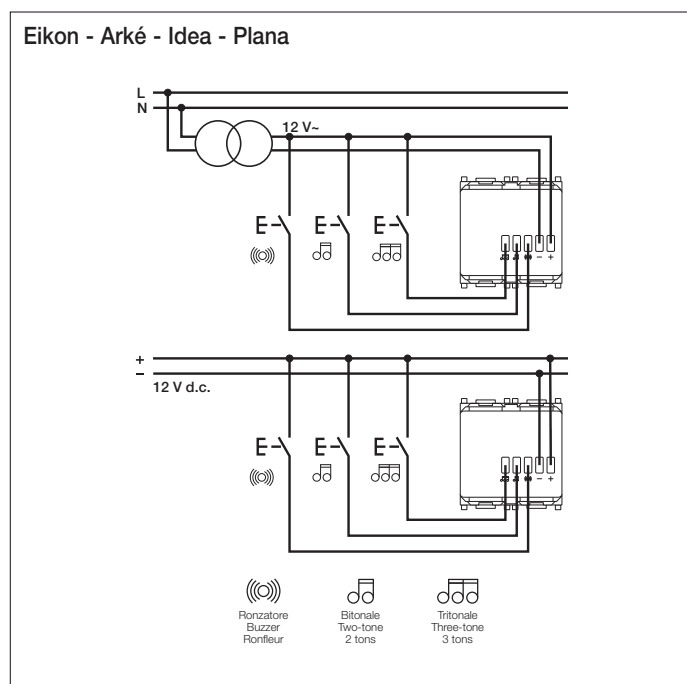 Eikon - Arké - Idea - Plana
L
N
12 V~
- +
+
-
12 V d.c.
- +
Ronzatore
Buzzer
Ronfleur
Bitonale
Two-tone
2 tons
Tritonale
Three-tone
3 tons